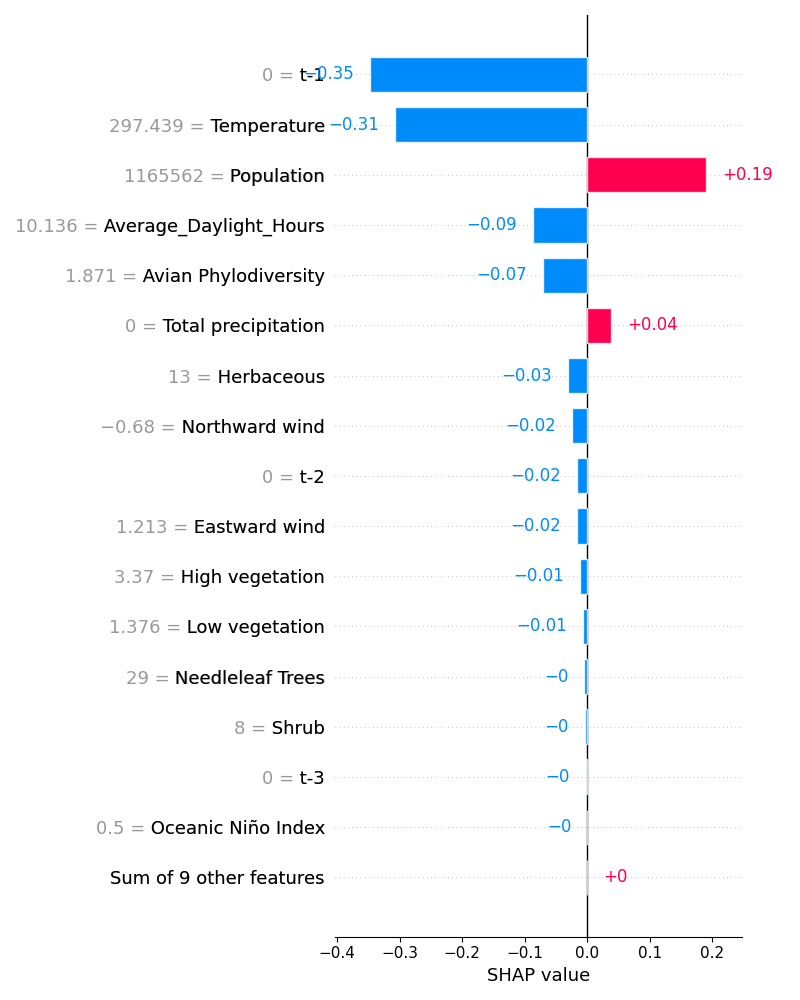 0 = t-1 −0.35
297.439 = Temperature −0.31
1165562 = Population +0.19
10.136 = Average_Daylight_Hours −0.09
1.871 = Avian Phylodiversity −0.07
0 = Total precipitation +0.04
13 = Herbaceous −0.03
−0.68 = Northward wind −0.02
0 = t-2 −0.02
1.213 = Eastward wind −0.02
3.37 = High vegetation −0.01
1.376 = Low vegetation −0.01
29 = Needleleaf Trees −0
8 = Shrub −0
0 = t-3 −0
0.5 = Oceanic Niño Index −0
Sum of 9 other features +0
−0.4 −0.3 −0.2 −0.1 0.0 0.1 0.2
SHAP value